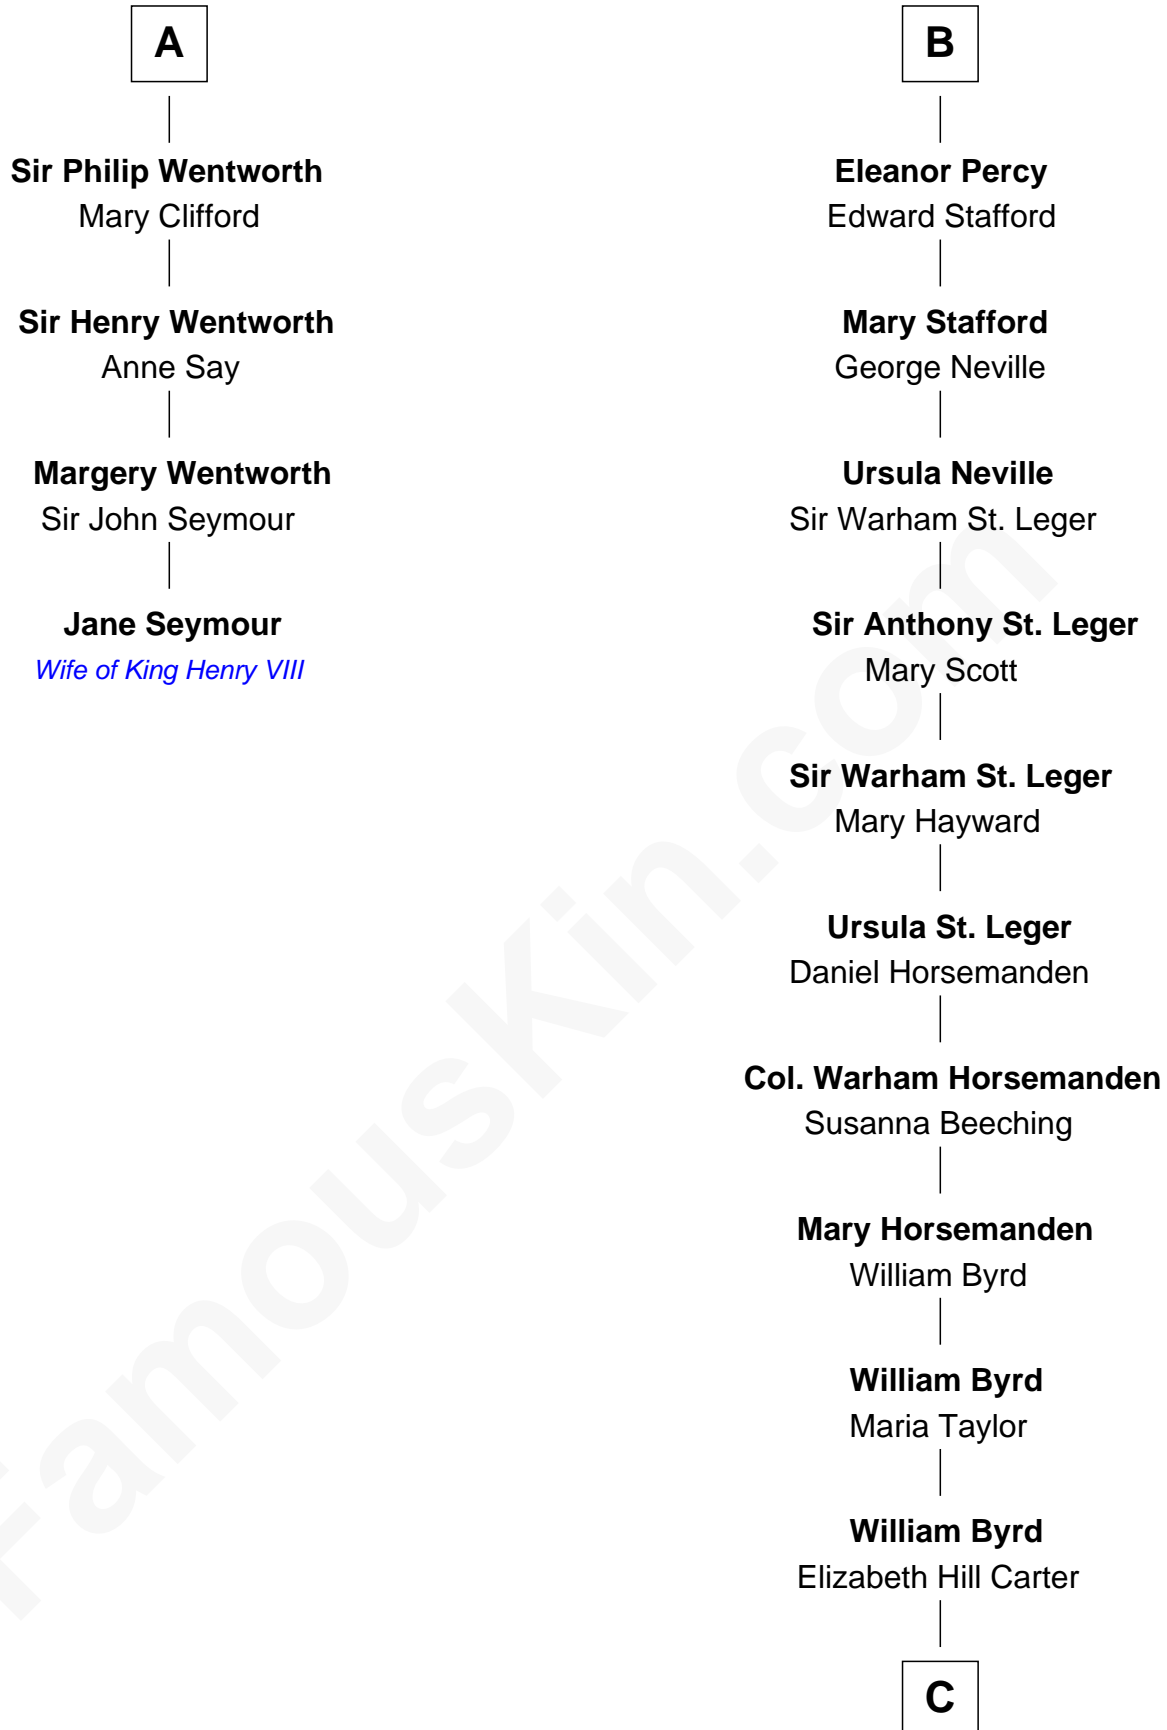 A
Sir Philip Wentworth
Mary Clifford
Sir Henry Wentworth
Anne Say
Margery Wentworth
Sir John Seymour
Jane Seymour
Wife of King Henry VIII
B
Eleanor Percy
Edward Stafford
Mary Stafford
George Neville
Ursula Neville
Sir Warham St. Leger
Sir Anthony St. Leger
Mary Scott
Sir Warham St. Leger
Mary Hayward
Ursula St. Leger
Daniel Horsemanden
Col. Warham Horsemanden
Susanna Beeching
Mary Horsemanden
William Byrd
William Byrd
Maria Taylor
William Byrd
Elizabeth Hill Carter
C
FamousKin.com